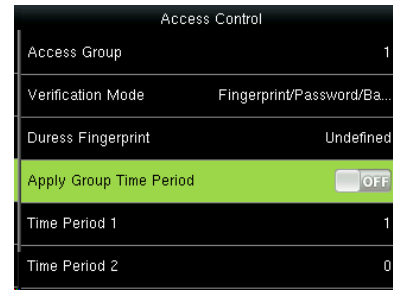 Access Control
Access Group 1
Verification Mode Fingerprint/Password/Ba...
Duress Fingerprint Undefined
Apply Group Time Period OFF
Time Period 1 1
Time Period 2 0